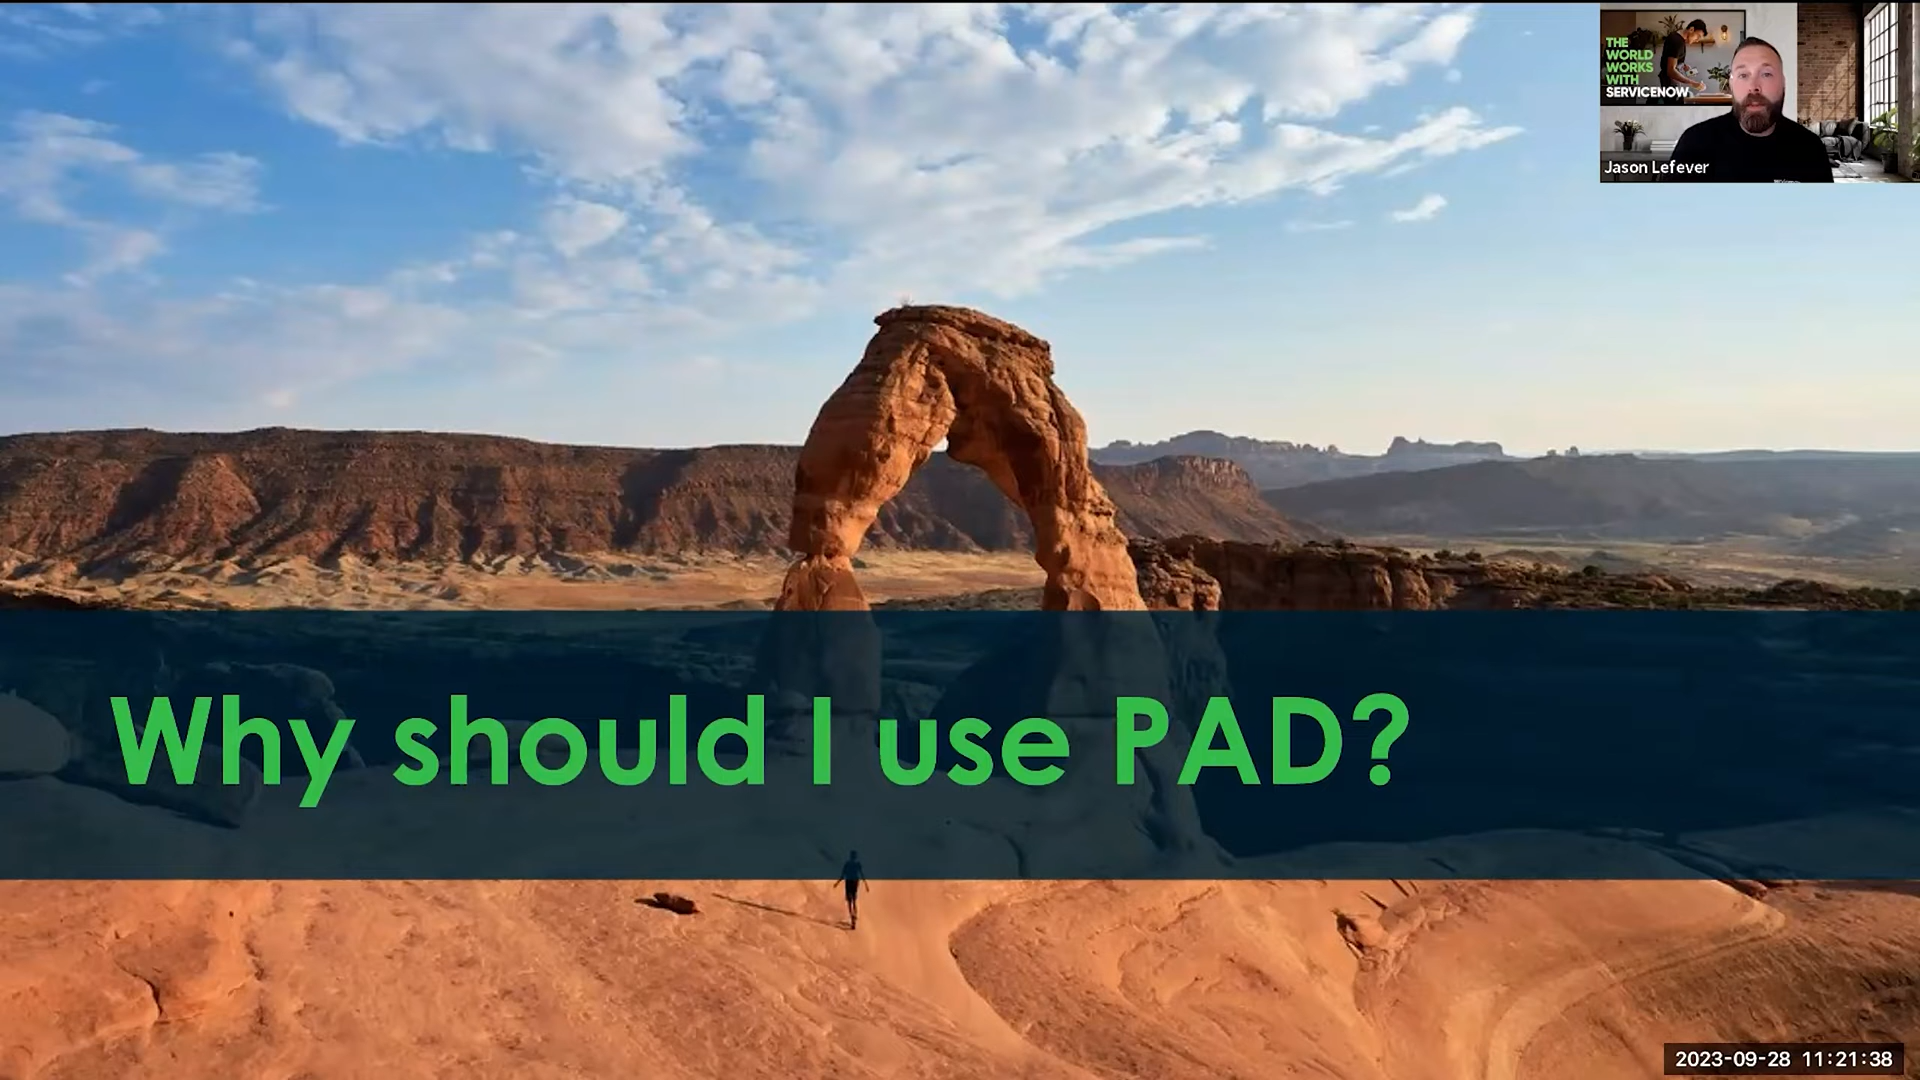 THE
WORLD
WORKS
WITH
SERVICENOW
Jason Lefever
Why should I use PAD?
2023-09-28 11:21:38